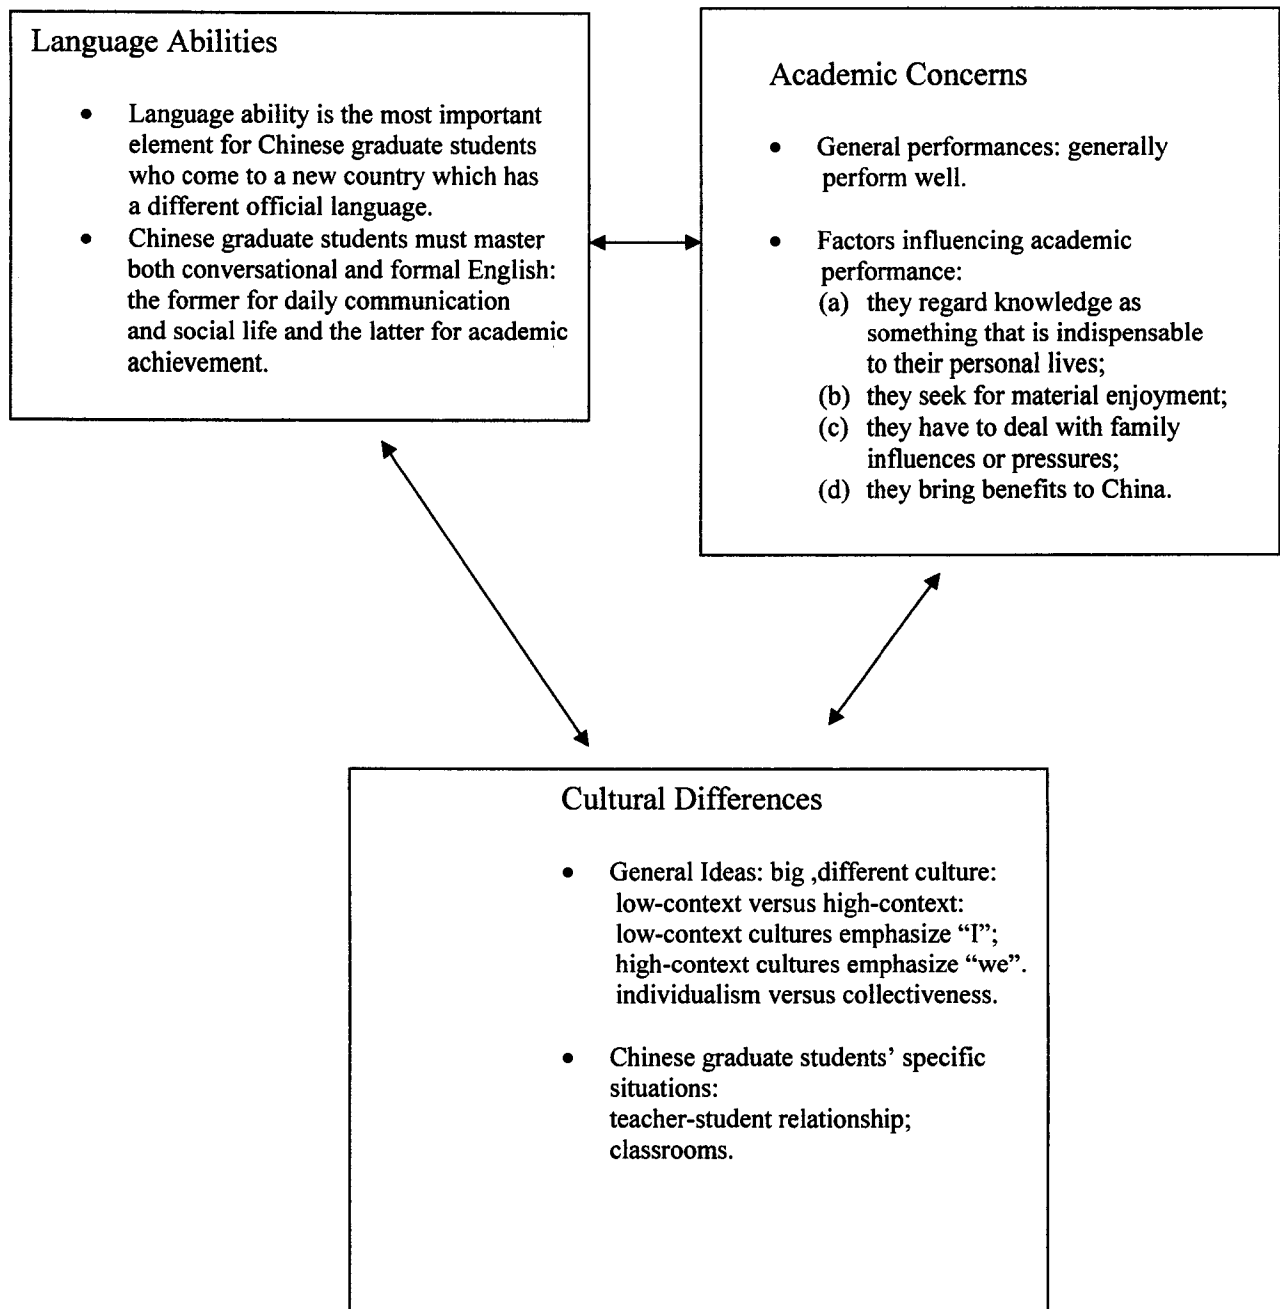 Language Abilities
• Language ability is the most important
element for Chinese graduate students
who come to a new country which has
a different official language.
• Chinese graduate students must master
both conversational and formal English:
the former for daily communication
and social life and the latter for academic
achievement.
Academic Concerns
• General performances: generally
perform well.
• Factors influencing academic
performance:
(a) they regard knowledge as
something that is indispensable
to their personal lives;
(b) they seek for material enjoyment;
(c) they have to deal with family
influences or pressures;
(d) they bring benefits to China.
Cultural Differences
• General Ideas: big ,different culture:
low-context versus high-context:
low-context cultures emphasize “I”;
high-context cultures emphasize “we”.
individualism versus collectiveness.
• Chinese graduate students’ specific
situations:
teacher-student relationship;
classrooms.